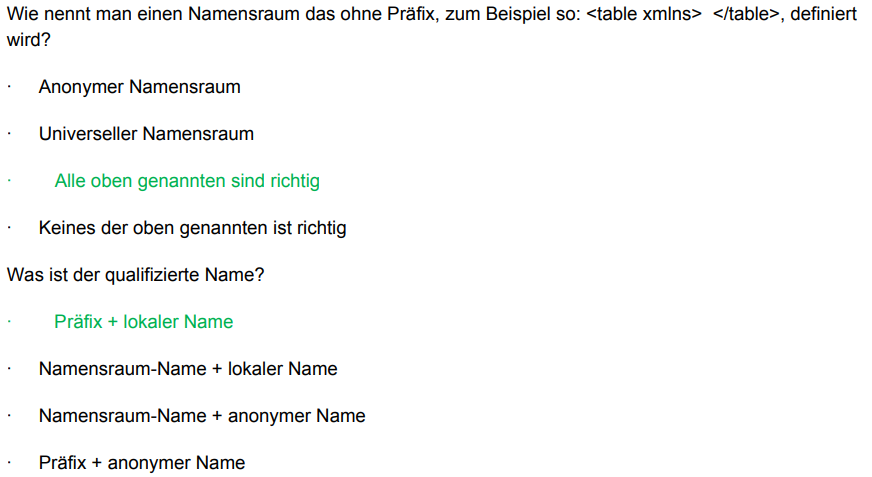 Wie nennt man einen Namensraum das ohne Präfix, zum Beispiel so: <table xmlns>  </table>, definiert
wird?
· Anonymer Namensraum
· Universeller Namensraum
· Alle oben genannten sind richtig
· Keines der oben genannten ist richtig
Was ist der qualifizierte Name?
· Präfix + lokaler Name
· Namensraum-Name + lokaler Name
· Namensraum-Name + anonymer Name
· Präfix + anonymer Name